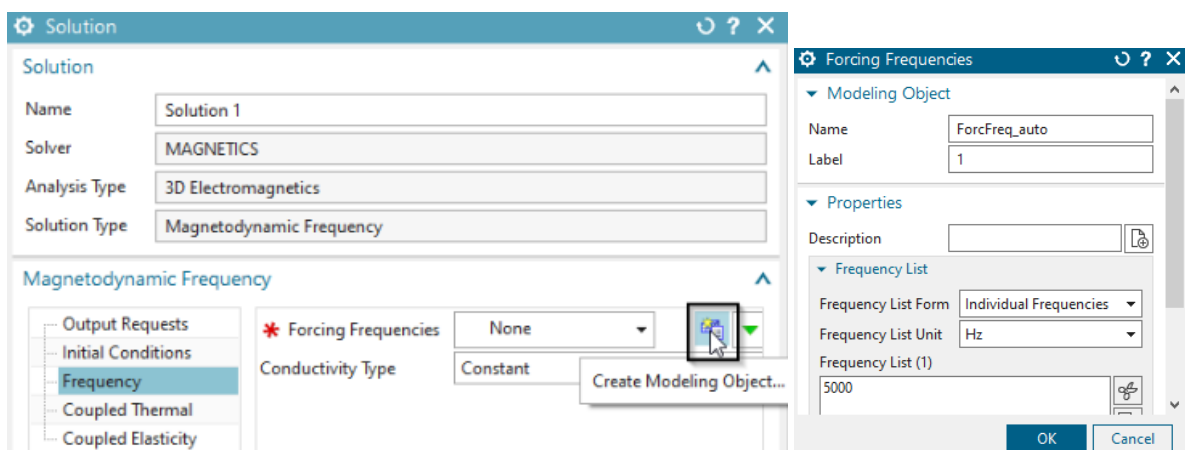 Solution
Solution
Name Solution 1
Solver MAGNETICS
Analysis Type 3D Electromagnetics
Solution Type Magnetodynamic Frequency
Magnetodynamic Frequency
Output Requests
Initial Conditions
Frequency
Coupled Thermal
Coupled Elasticity
* Forcing Frequencies None
Conductivity Type Constant
Create Modeling Object...
Forcing Frequencies
Modeling Object
Name ForcFreq_auto
Label 1
Properties
Description
Frequency List
Frequency List Form Individual Frequencies
Frequency List Unit Hz
Frequency List (1)
5000
OK Cancel